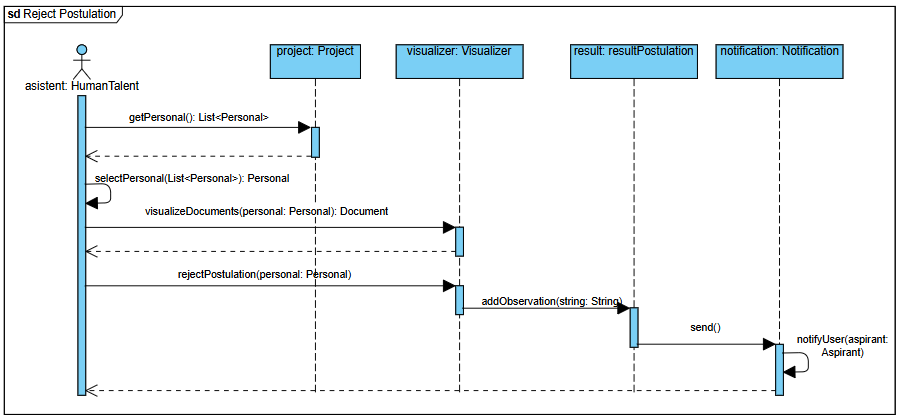 sd Reject Postulation
project: Project
visualizer: Visualizer
result: resultPostulation
notification: Notification
asistent: HumanTalent
getPersonal(): List<Personal>
selectPersonal(List<Personal>): Personal
visualizeDocuments(personal: Personal): Document
rejectPostulation(personal: Personal)
addObservation(string: String)
send()
notifyUser(aspirant:
Aspirant)